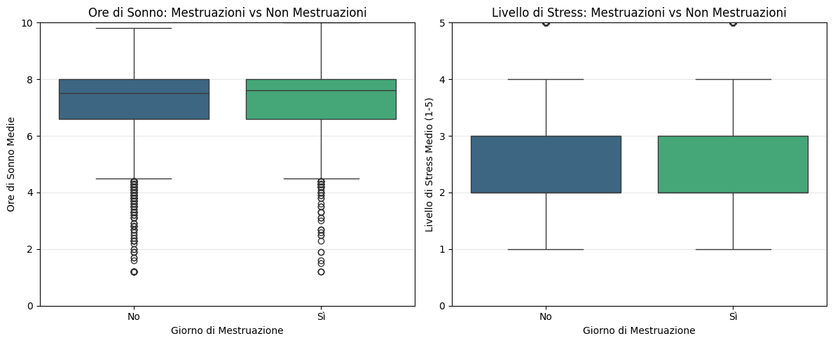 Ore di Sonno: Mestruazioni vs Non Mestruazioni
10
8
6
4
2
0
Ore di Sonno Medie
No
Sì
Giorno di Mestruazione
Livello di Stress: Mestruazioni vs Non Mestruazioni
5
4
3
2
1
0
Livello di Stress Medio (1-5)
No
Sì
Giorno di Mestruazione